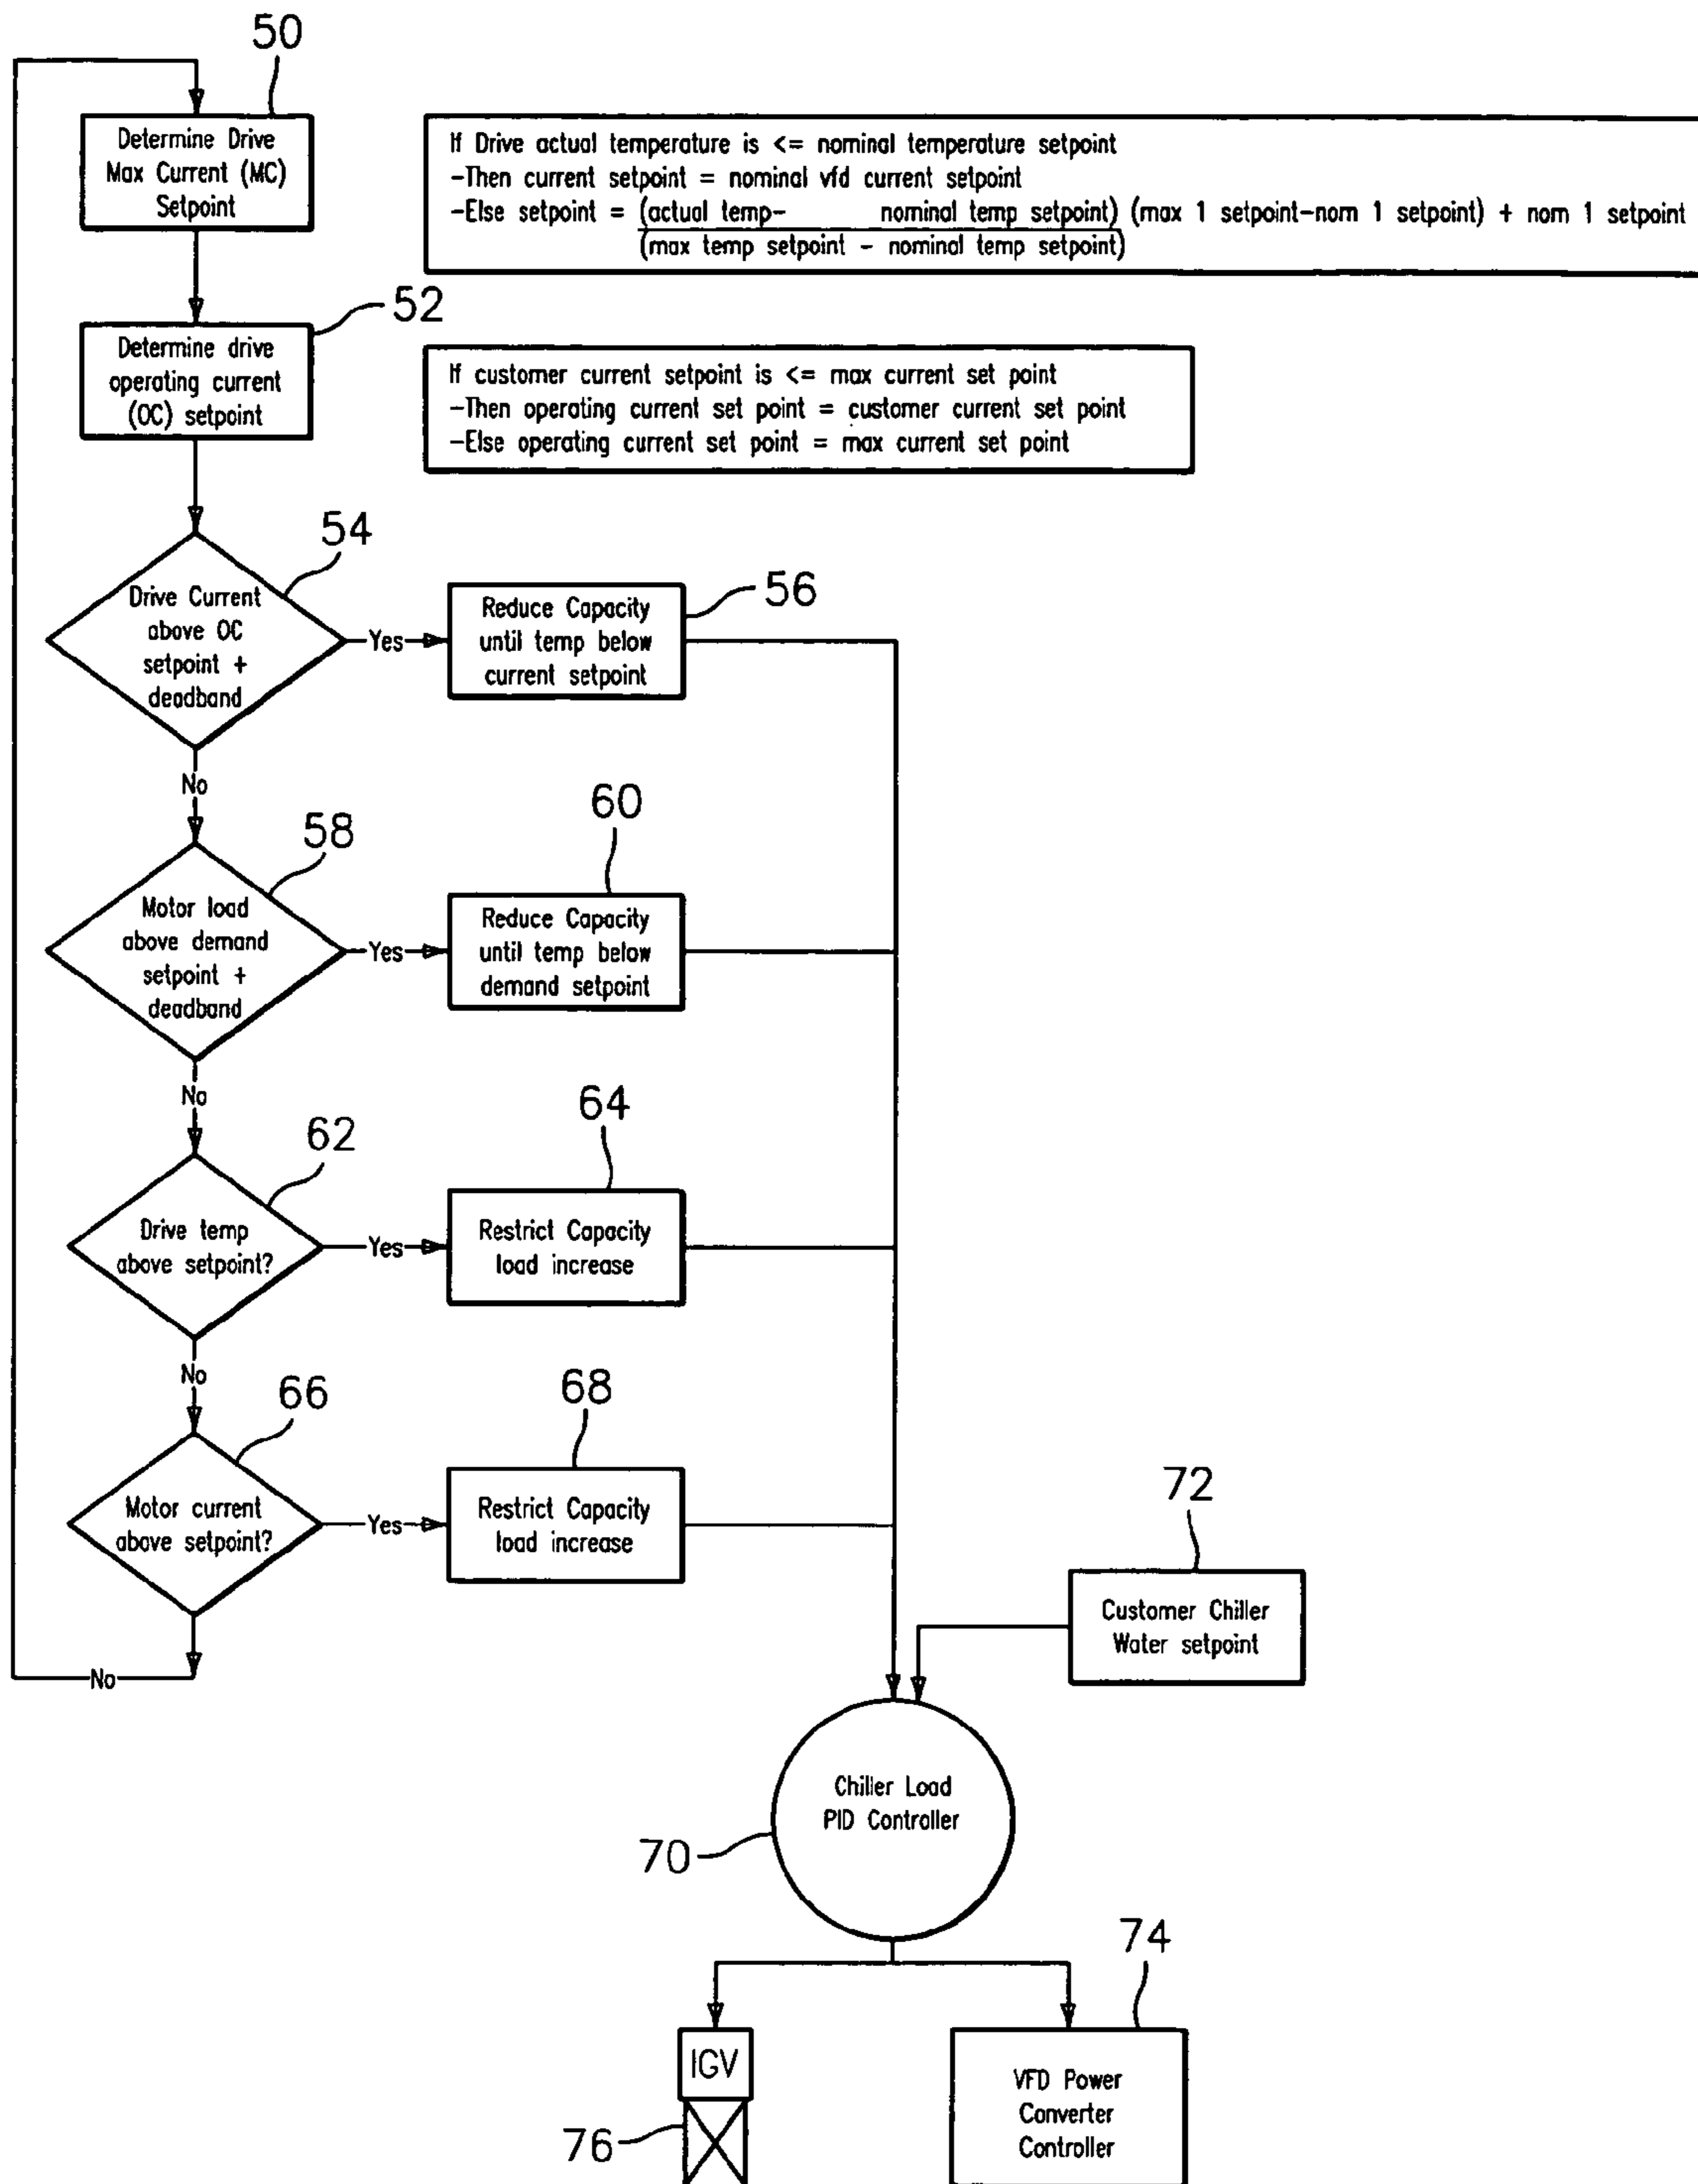 50
Determine Drive
Max Current (MC)
Setpoint
If Drive actual temperature is <= nominal temperature setpoint
-Then current setpoint = nominal vfd current setpoint
-Else setpoint = (actual temp- nominal temp setpoint) (max 1 setpoint-nom 1 setpoint) + nom 1 setpoint
(max temp setpoint - nominal temp setpoint)
52
Determine drive
operating current
(OC) setpoint
If customer current setpoint is <= max current set point
-Then operating current set point = customer current set point
-Else operating current set point = max current set point
54
Drive Current
above OC
setpoint +
deadband
Yes
56
Reduce Capacity
until temp below
current setpoint
No
58
Motor load
above demand
setpoint +
deadband
Yes
60
Reduce Capacity
until temp below
demand setpoint
No
62
Drive temp
above setpoint?
Yes
64
Restrict Capacity
load increase
No
66
Motor current
above setpoint?
Yes
68
Restrict Capacity
load increase
No
72
Customer Chiller
Water setpoint
Chiller Load
PID Controller
70
74
IGV
76
VFD Power
Converter
Controller